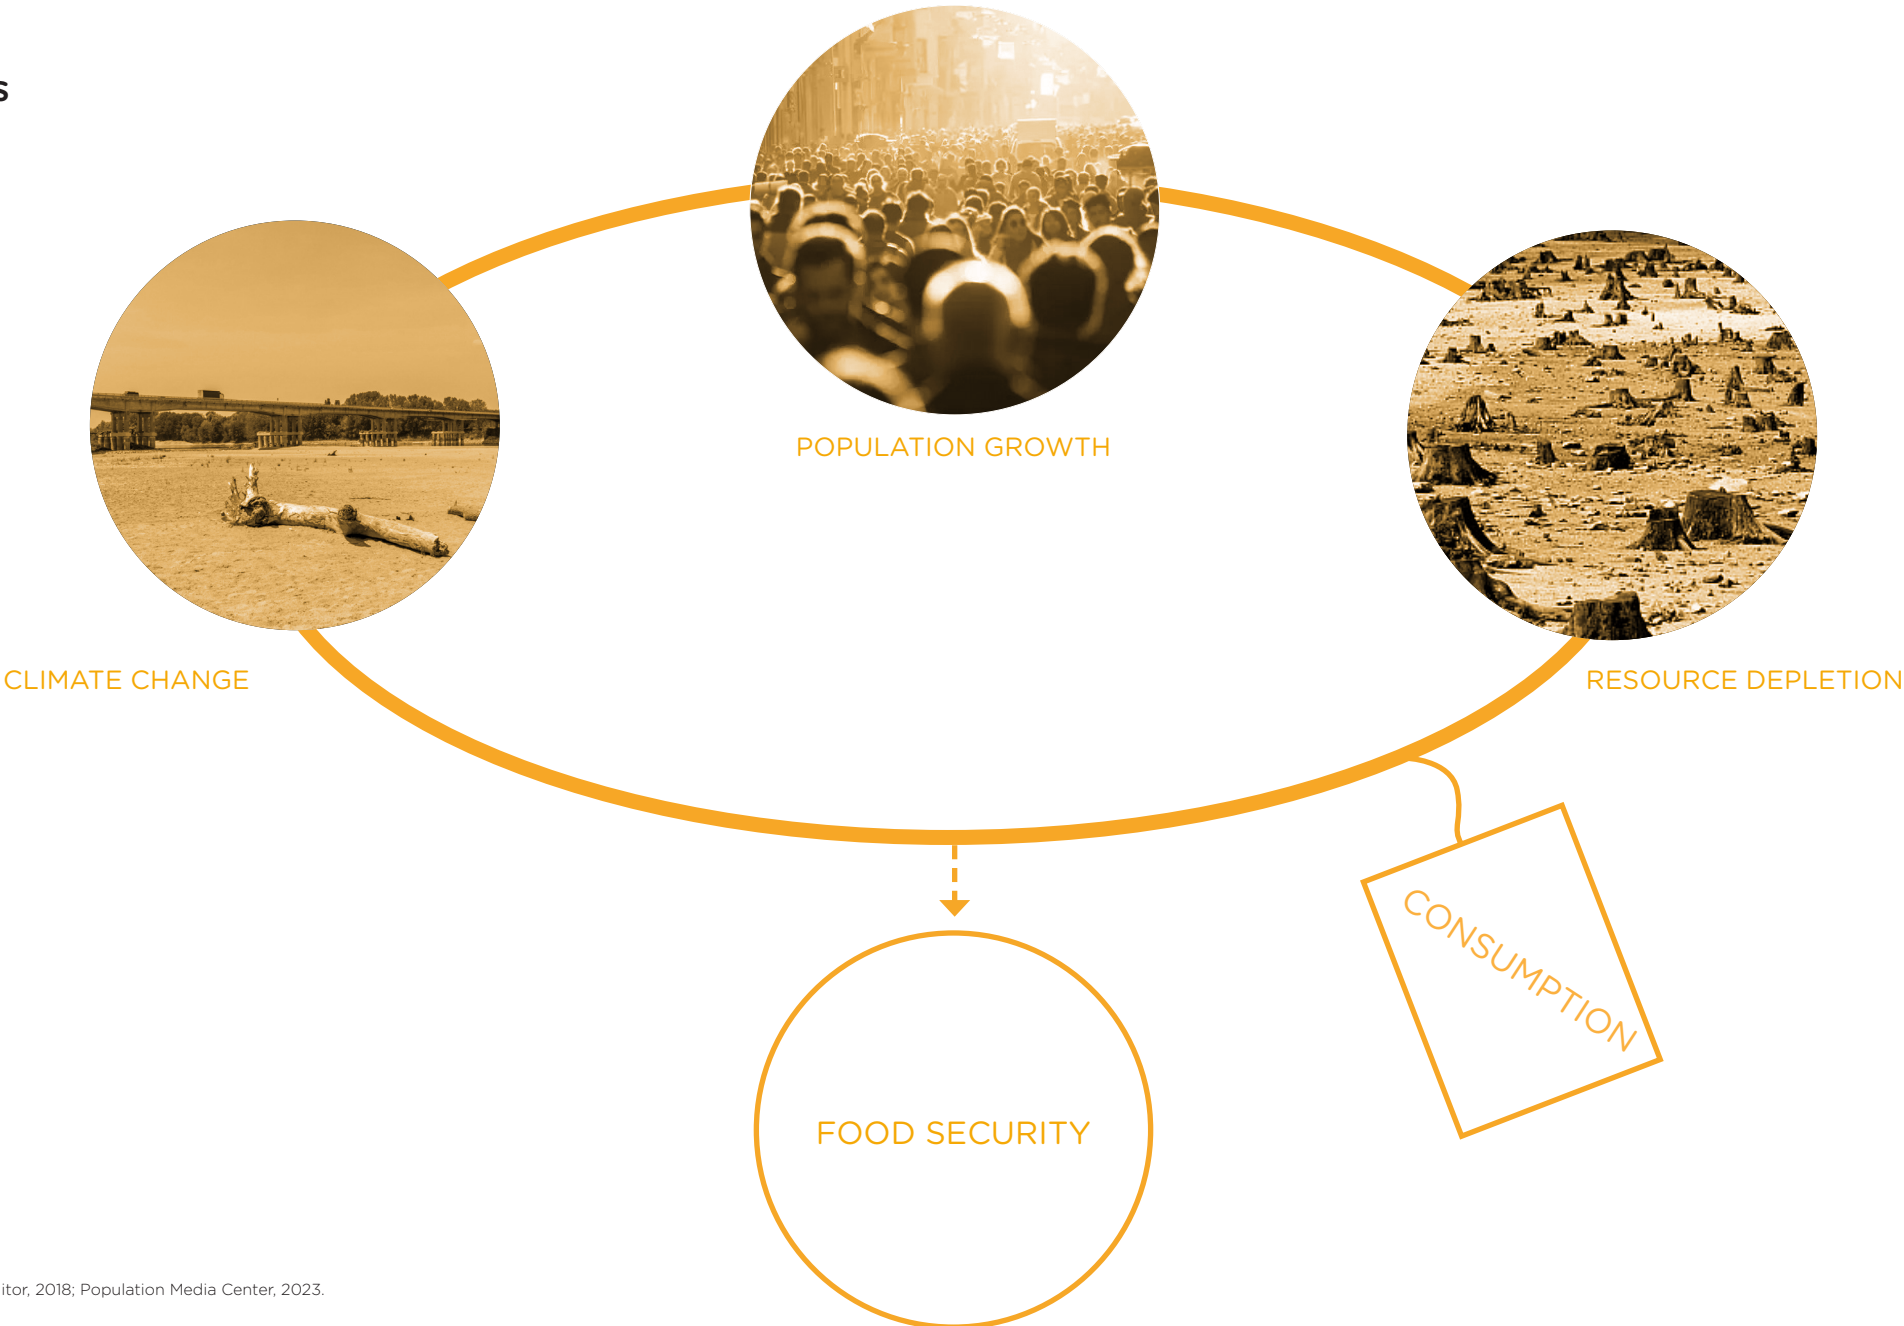 s
POPULATION GROWTH
CLIMATE CHANGE
RESOURCE DEPLETION
CONSUMPTION
FOOD SECURITY
itor, 2018; Population Media Center, 2023.